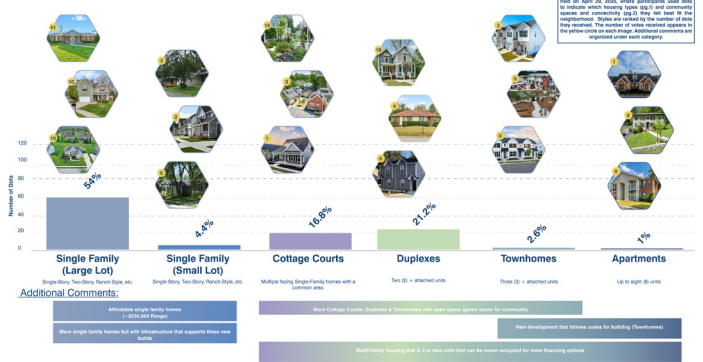 held on April 29, 2025, where participants used dots
to indicate which housing types (pg.1) and community
spaces and connectivity (pg.2) they felt best fit the
neighborhood. Styles are ranked by the number of dots
they received. The number of votes received appears in
the yellow circle on each image. Additional comments are
organized under each category.
Number of Dots
120
100
80
60
40
20
0
54%
4.4%
16.8%
21.2%
2.6%
1%
Single Family
(Large Lot)
Single-Story, Two-Story, Ranch Style, etc.
Single Family
(Small Lot)
Single-Story, Two-Story, Ranch Style, etc.
Cottage Courts
Multiple facing Single-Family homes with a
common area.
Duplexes
Two (2) + attached units
Townhomes
Three (3) + attached units
Apartments
Up to eight (8) units
Additional Comments:
Affordable single family homes
(~$250,000 Range)
More single family homes but with infrastructure that supports these new
builds
More Cottage Courts, Duplexes & Townhomes with open space (green space for community
New development that follows codes for building (Townhomes)
Multi-Family housing that is 4 or less units that can be owner occupied for more financing options